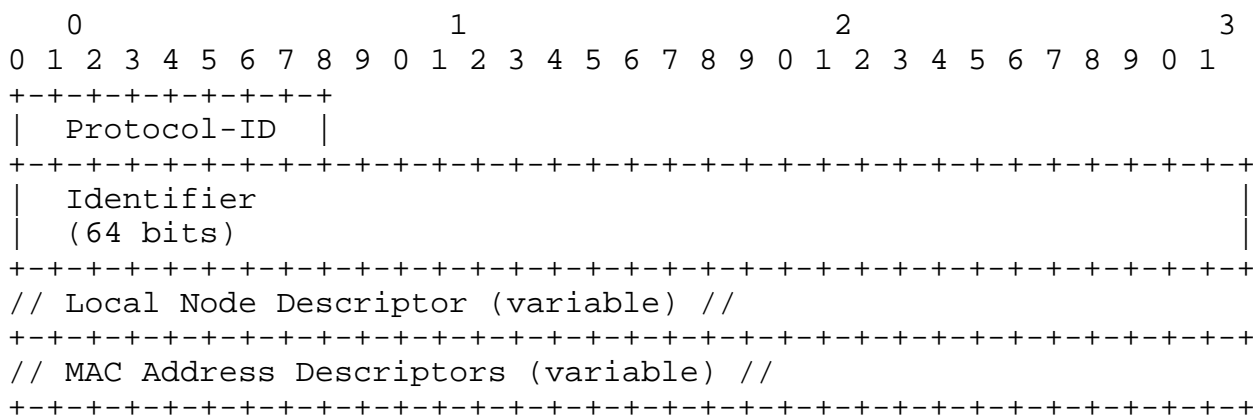 0                   1                   2                   3
0 1 2 3 4 5 6 7 8 9 0 1 2 3 4 5 6 7 8 9 0 1 2 3 4 5 6 7 8 9 0 1
+-+-+-+-+-+-+-+-+
|  Protocol-ID  |
+-+-+-+-+-+-+-+-+-+-+-+-+-+-+-+-+-+-+-+-+-+-+-+-+-+-+-+-+-+-+-+-+
|  Identifier                                                   |
|  (64 bits)                                                    |
+-+-+-+-+-+-+-+-+-+-+-+-+-+-+-+-+-+-+-+-+-+-+-+-+-+-+-+-+-+-+-+-+
// Local Node Descriptor (variable) //
+-+-+-+-+-+-+-+-+-+-+-+-+-+-+-+-+-+-+-+-+-+-+-+-+-+-+-+-+-+-+-+-+
// MAC Address Descriptors (variable) //
+-+-+-+-+-+-+-+-+-+-+-+-+-+-+-+-+-+-+-+-+-+-+-+-+-+-+-+-+-+-+-+-+